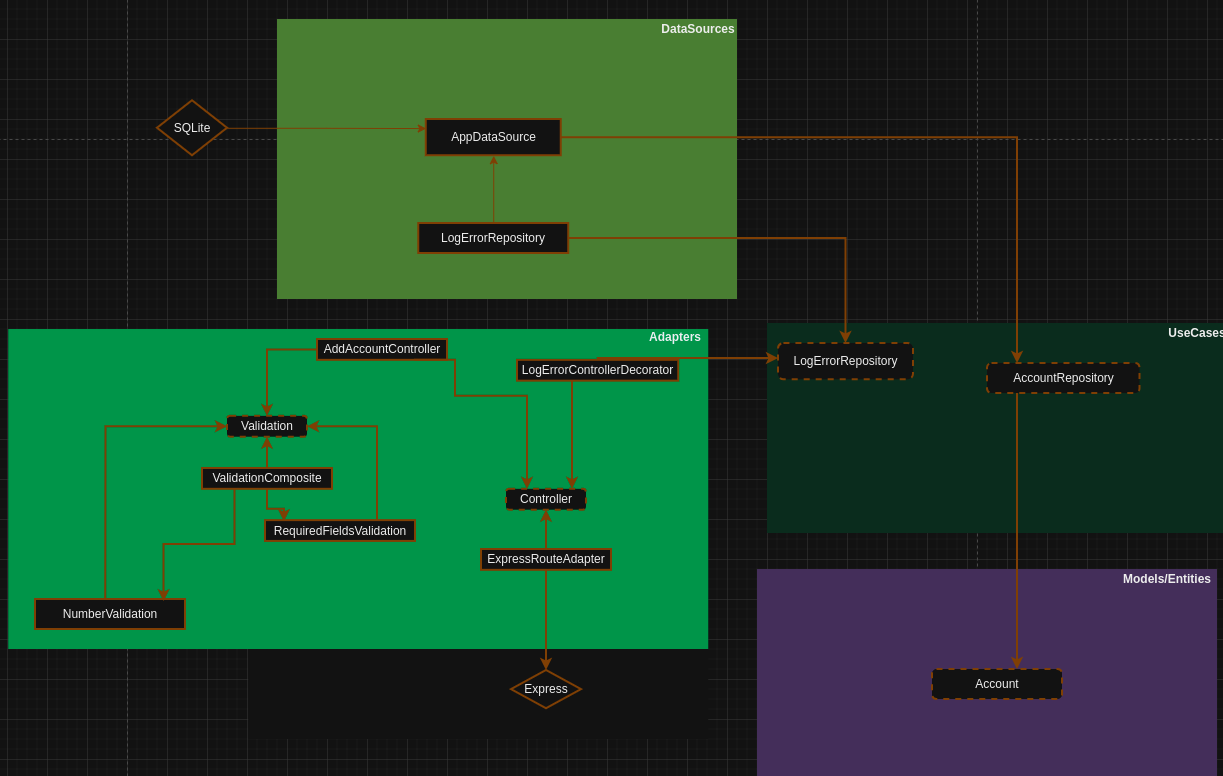 DataSources
SQLite
AppDataSource
LogErrorRepository
Adapters
AddAccountController
LogErrorControllerDecorator
Validation
ValidationComposite
Controller
RequiredFieldsValidation
ExpressRouteAdapter
NumberValidation
Express
UseCases
LogErrorRepository
AccountRepository
Models/Entities
Account